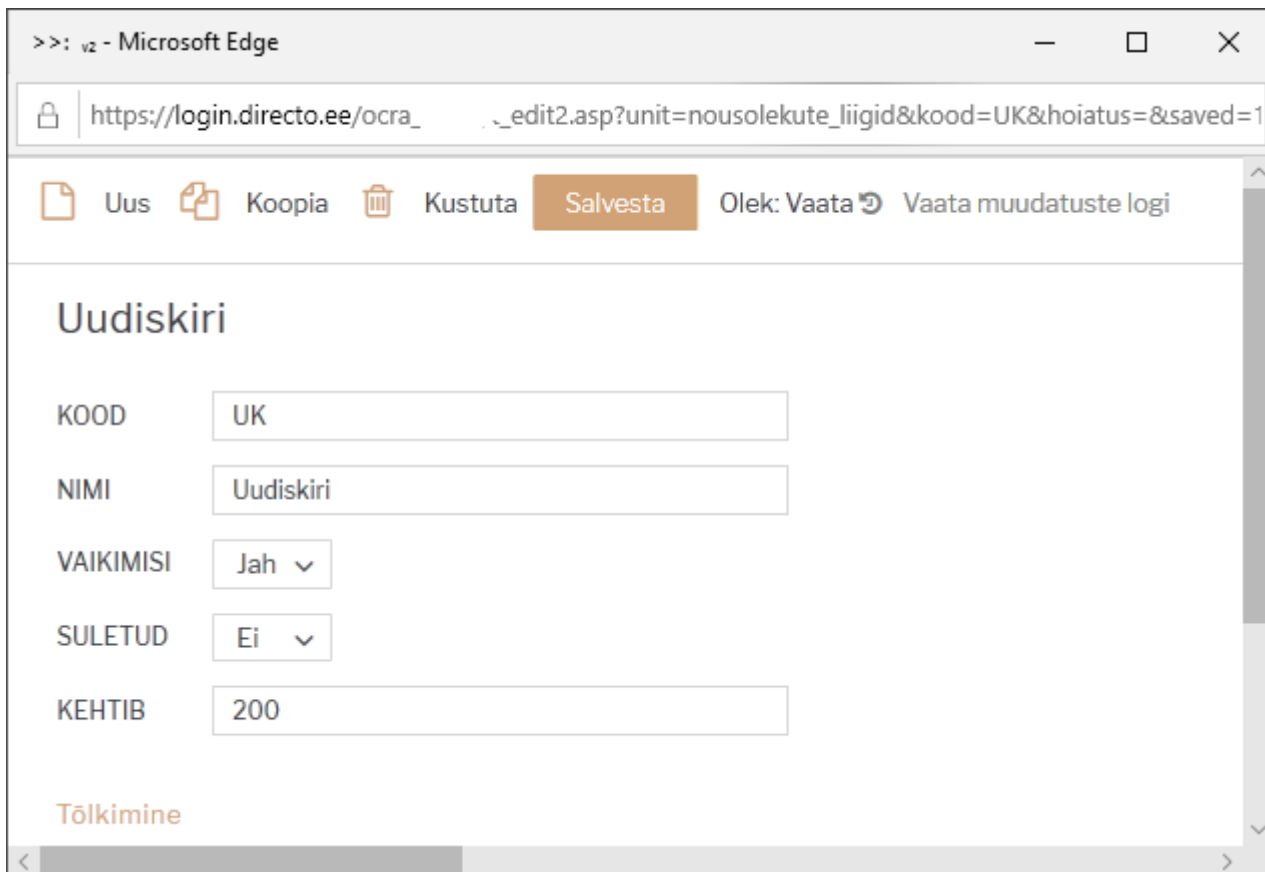 >>: v2 - Microsoft Edge
https://login.directo.ee/ocra_ _edit2.asp?unit=nousolekute_liigid&kood=UK&hoiatus=&saved=1
Uus Koopia Kustuta Salvesta Olek: Vaata Vaata muudatuste logi
Uudiskiri
KOOD UK
NIMI Uudiskiri
VAIKIMISI Jah
SULETUD Ei
KEHTIB 200
Tõlkimine